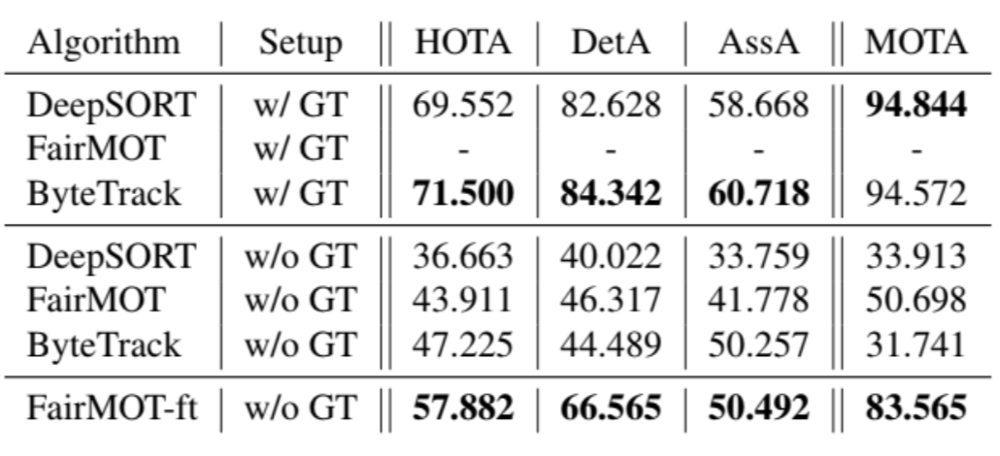 Algorithm Setup HOTA DetA AssA MOTA
DeepSORT w/ GT 69.552 82.628 58.668 94.844
FairMOT w/ GT - - - -
ByteTrack w/ GT 71.500 84.342 60.718 94.572
DeepSORT w/o GT 36.663 40.022 33.759 33.913
FairMOT w/o GT 43.911 46.317 41.778 50.698
ByteTrack w/o GT 47.225 44.489 50.257 31.741
FairMOT-ft w/o GT 57.882 66.565 50.492 83.565